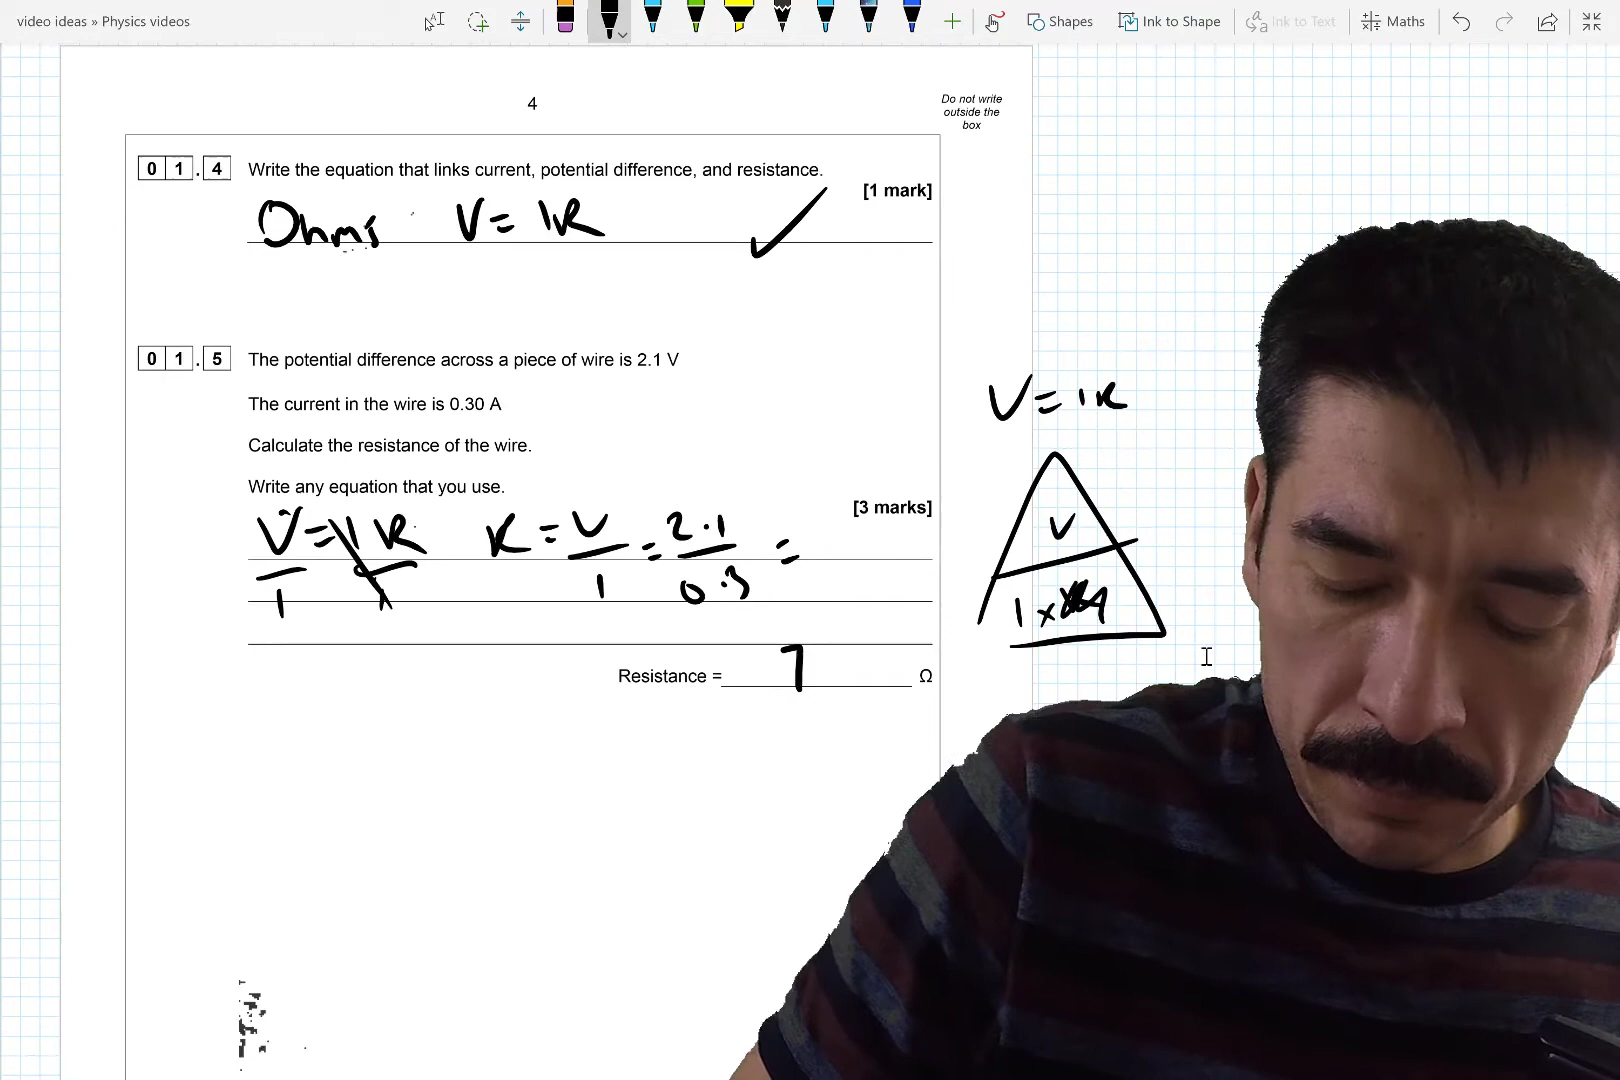 video ideas » Physics videos
Shapes
Ink to Shape
Ink to Text
Maths
4
Do not write
outside the
box
0 1 . 4 Write the equation that links current, potential difference, and resistance.
[1 mark]
Ohms V = IR
0 1 . 5 The potential difference across a piece of wire is 2.1 V
The current in the wire is 0.30 A
Calculate the resistance of the wire.
Write any equation that you use.
[3 marks]
V = I R R = V = 2.1 =
I I I 0.3
Resistance = 7 Ω
V = IR
V
I x